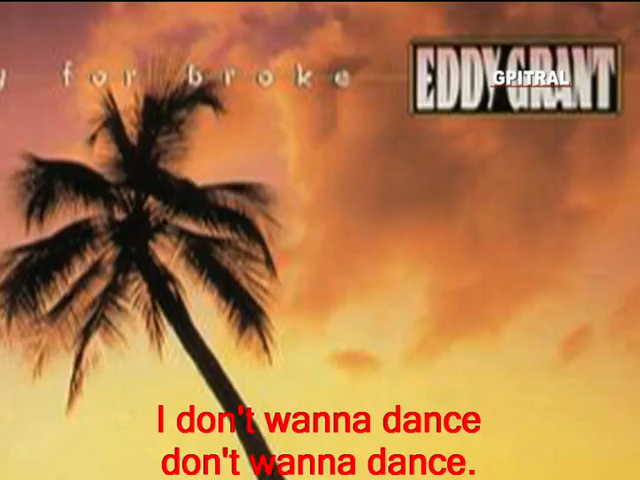 for broke
EDDY GRANT
GPITRAL
I don't wanna dance
don't wanna dance.